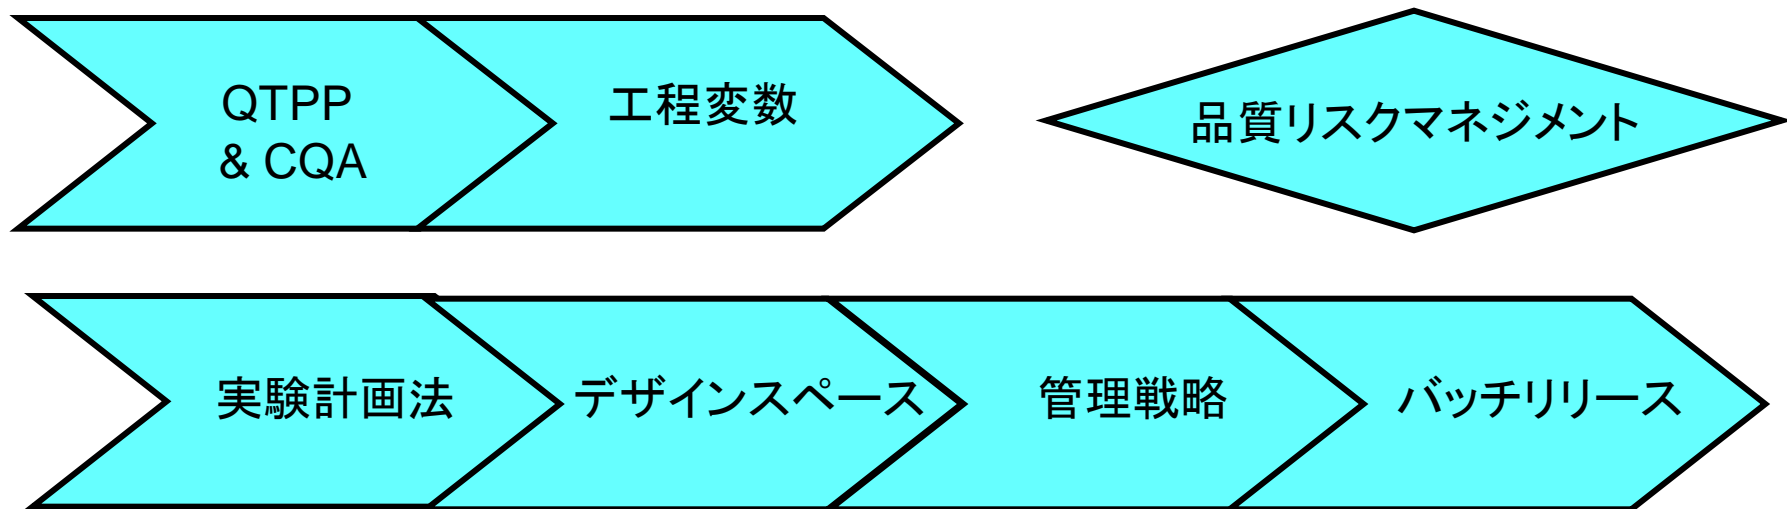 QTPP
& CQA
工程変数
品質リスクマネジメント
実験計画法
デザインスペース
管理戦略
バッチリリース